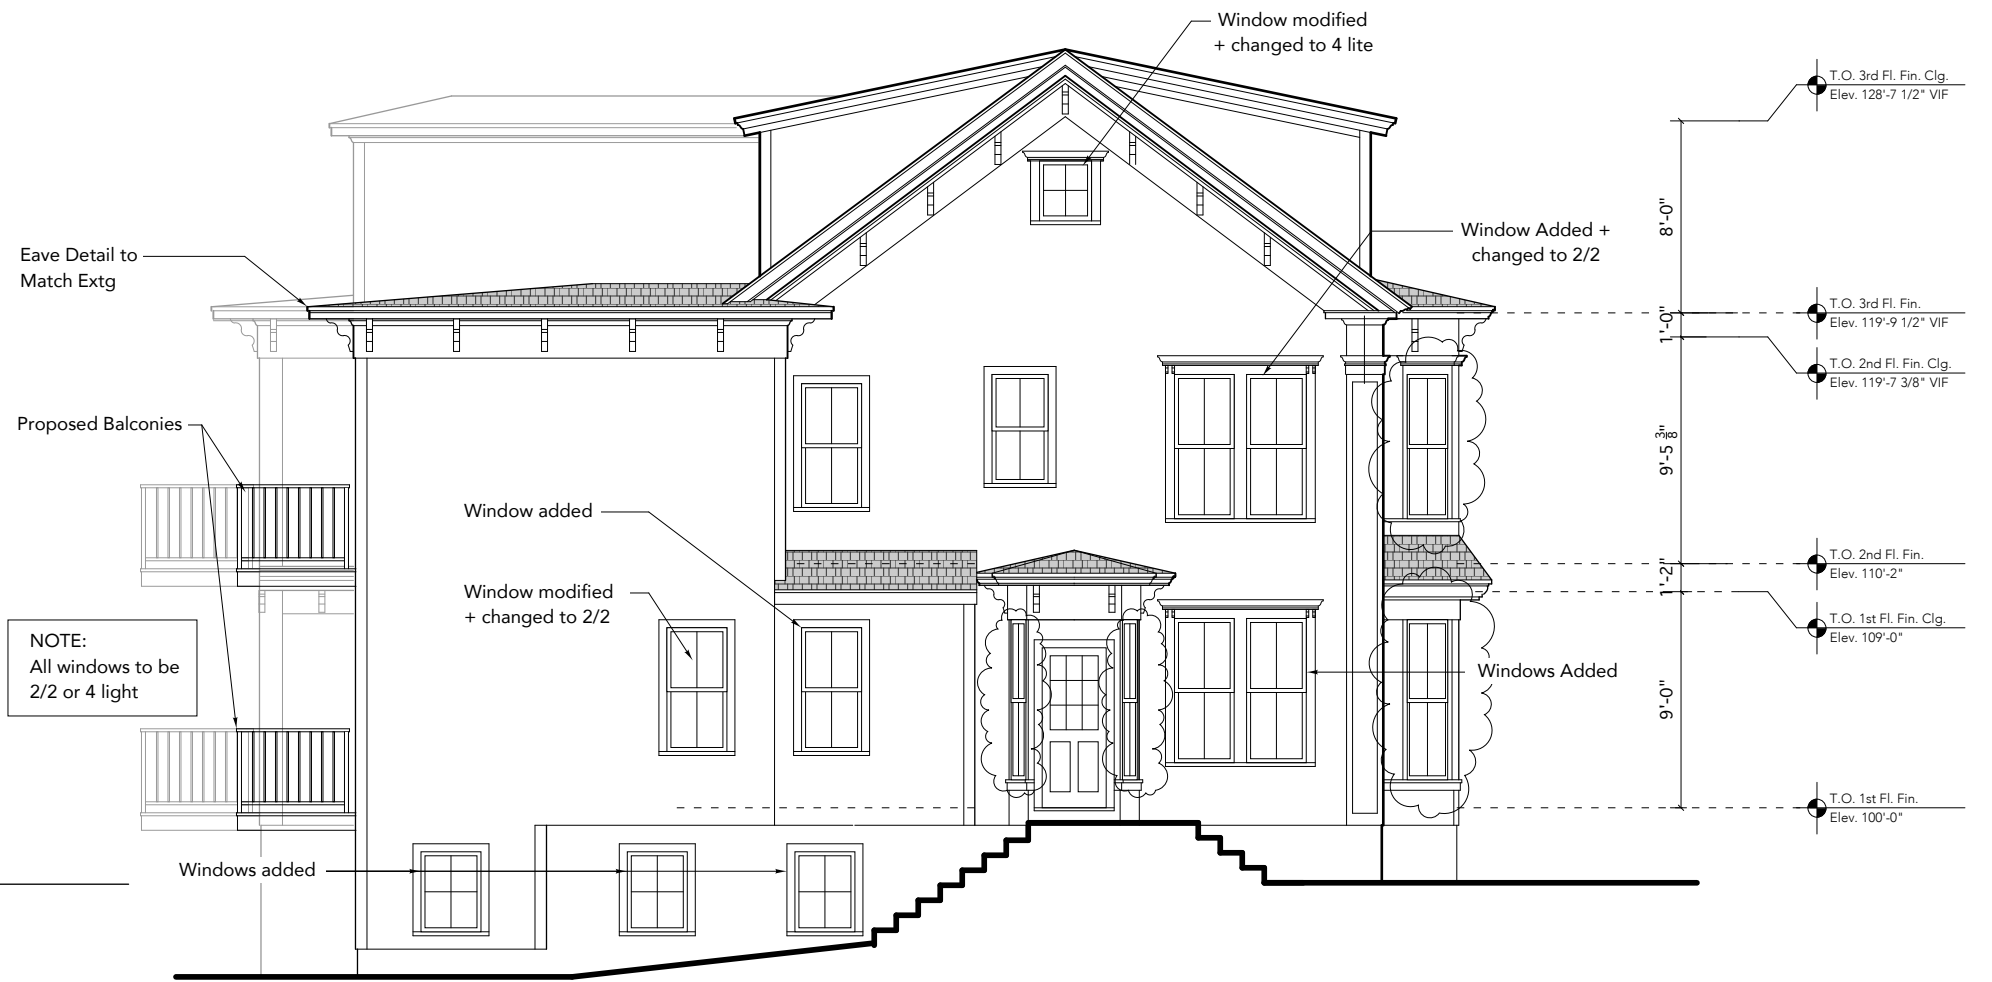 Window modified
+ changed to 4 lite
T.O. 3rd Fl. Fin. Clg.
Elev. 128'-7 1/2" VIF
8'-0"
Window Added +
changed to 2/2
Eave Detail to
Match Extg
T.O. 3rd Fl. Fin.
Elev. 119'-9 1/2" VIF
1'-0"
T.O. 2nd Fl. Fin. Clg.
Elev. 119'-7 3/8" VIF
Proposed Balconies
9'-5 3/8"
Window added
T.O. 2nd Fl. Fin.
Elev. 110'-2"
1'-2"
Window modified
+ changed to 2/2
T.O. 1st Fl. Fin. Clg.
Elev. 109'-0"
NOTE:
All windows to be
2/2 or 4 light
Windows Added
9'-0"
T.O. 1st Fl. Fin.
Elev. 100'-0"
Windows added